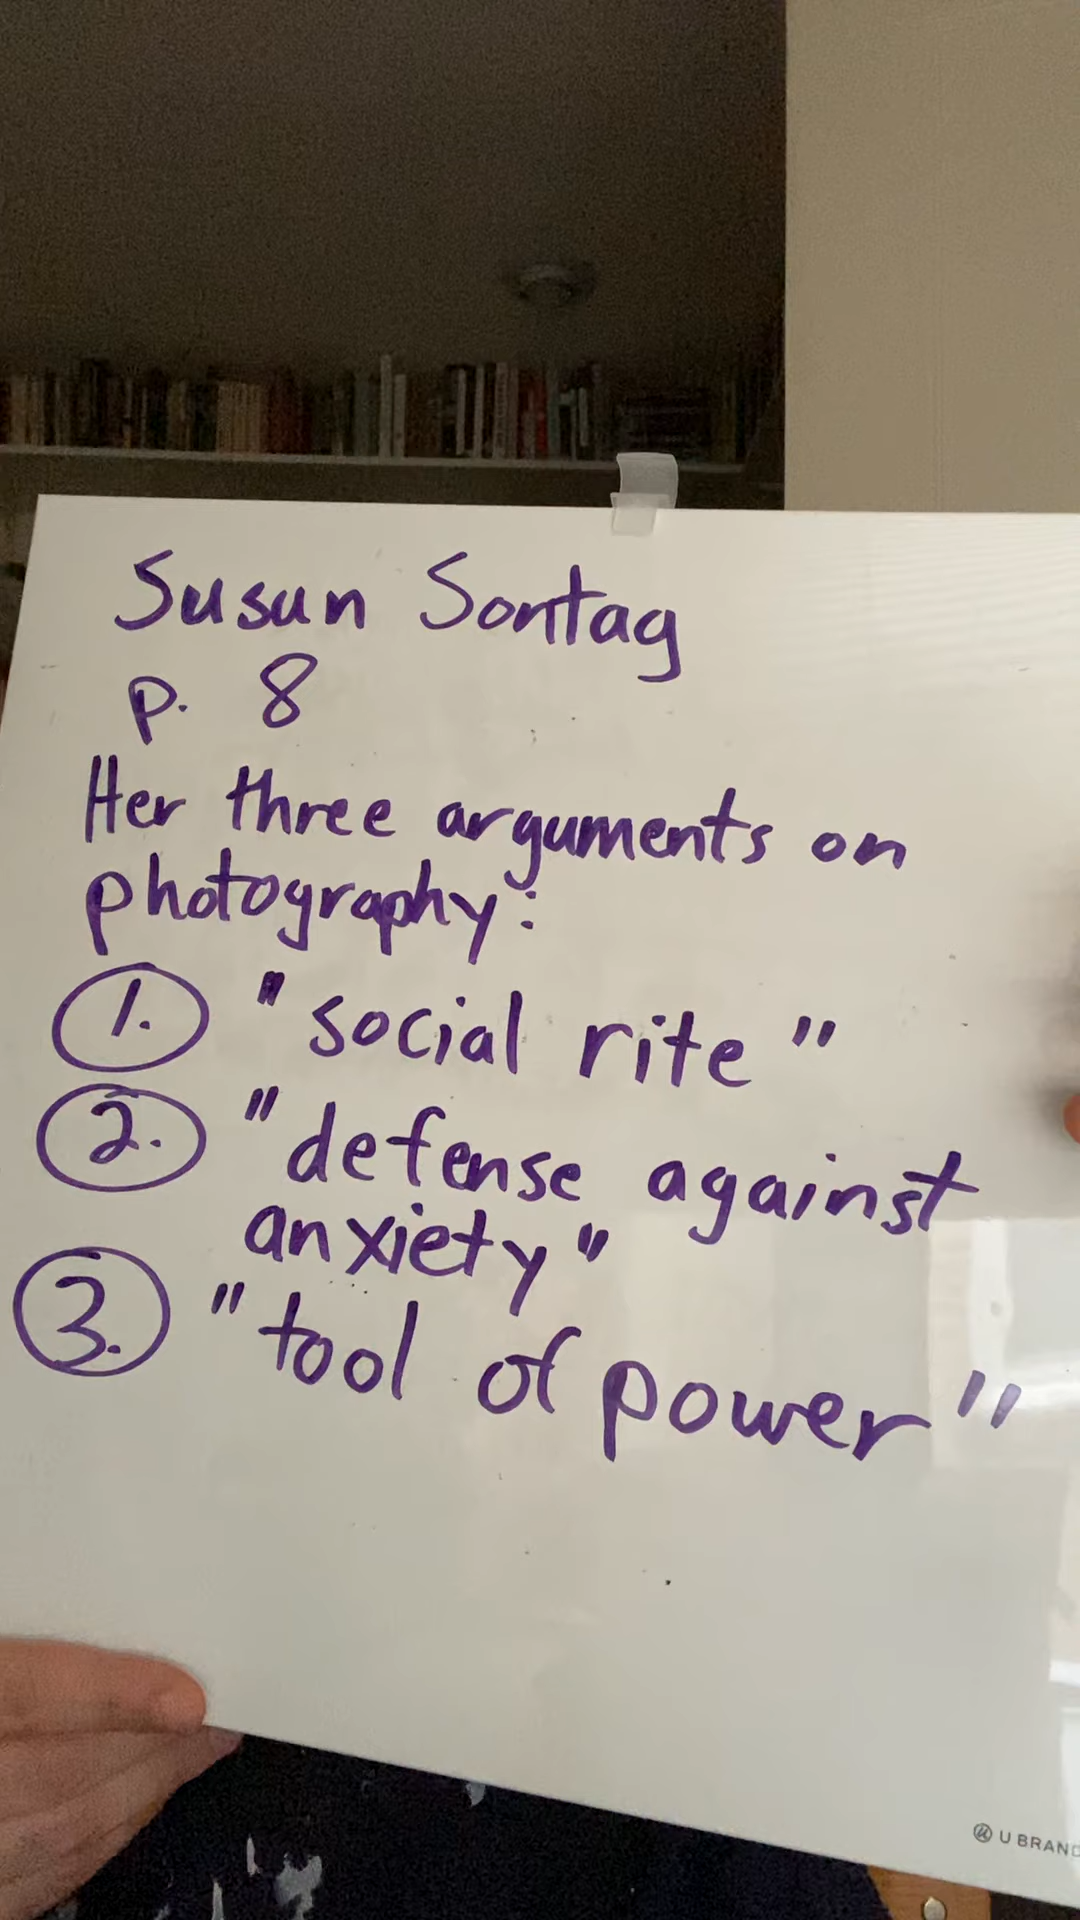 Susan Sontag
p. 8
Her three arguments on
photography:
1. "social rite"
2. "defense against
anxiety"
3. "tool of power"
U BRAND